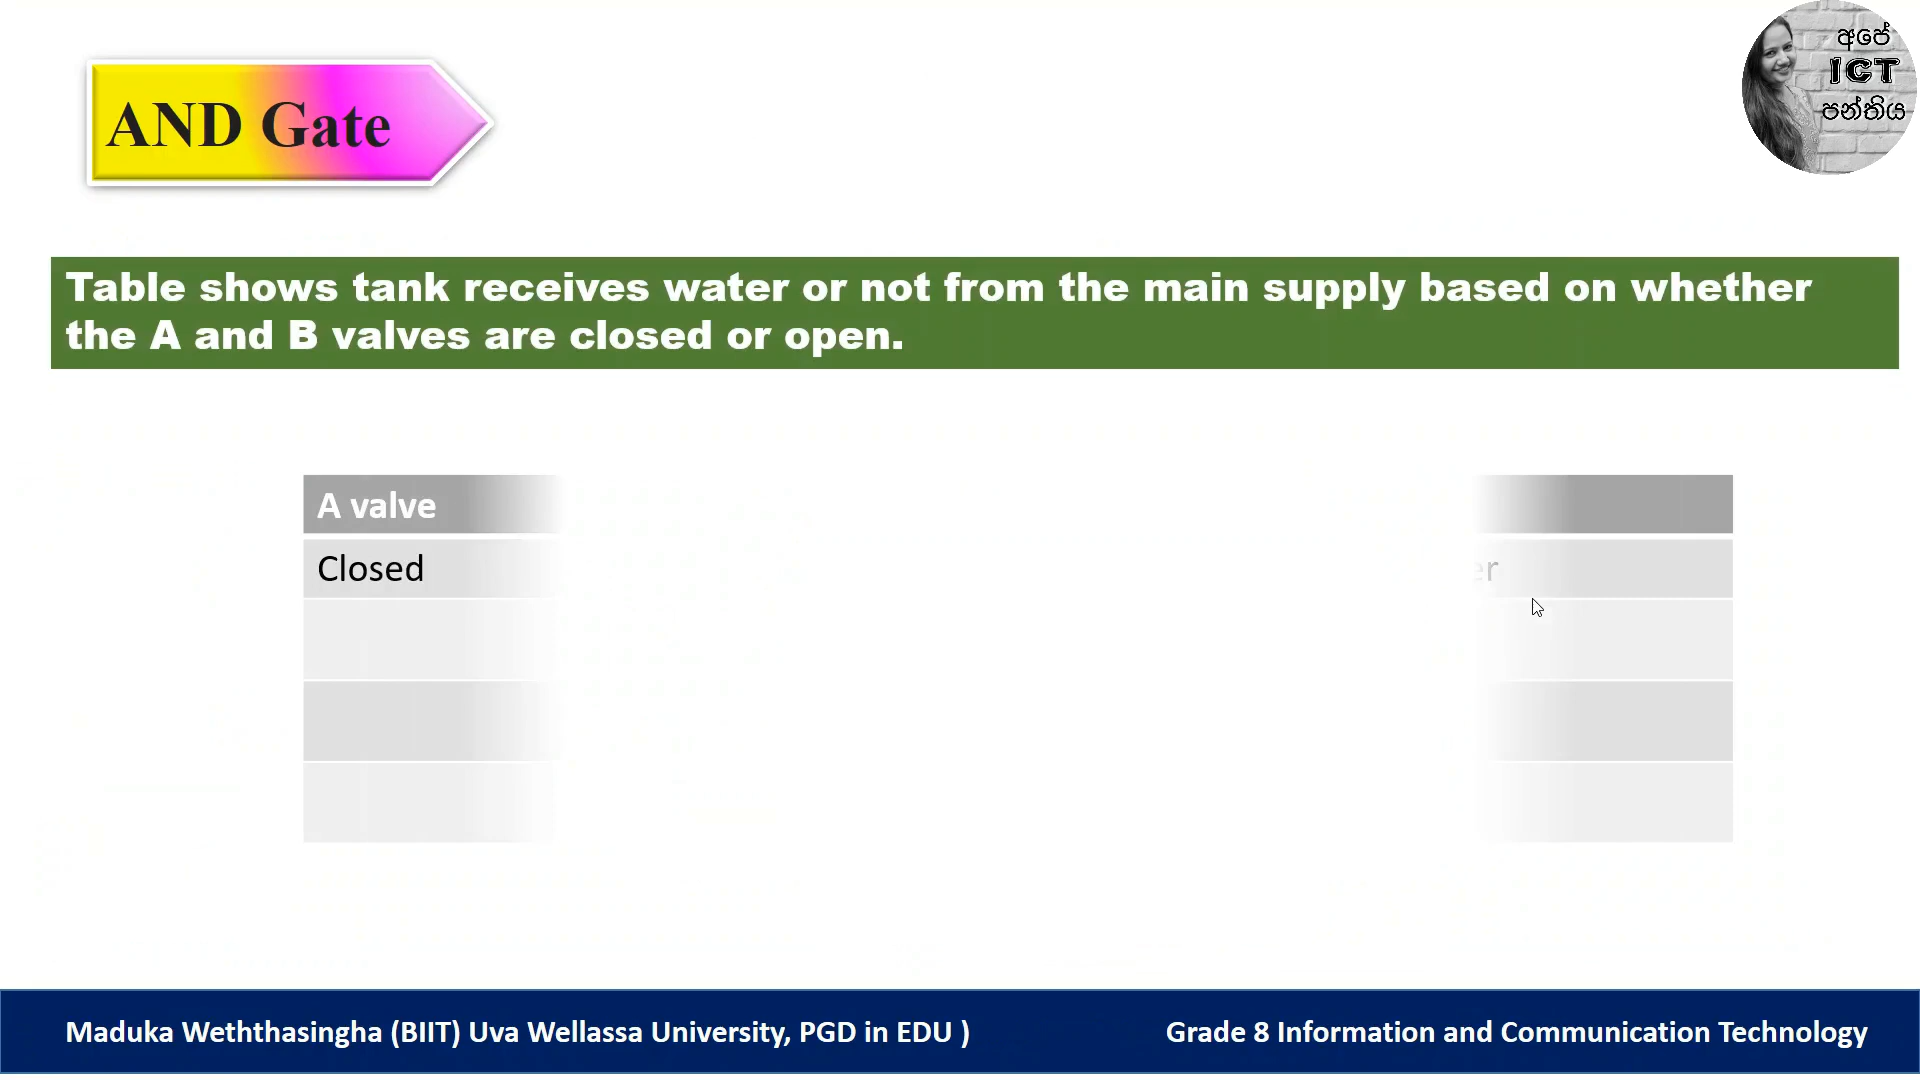 අපේ
ICT
පන්තිය
AND Gate
Table shows tank receives water or not from the main supply based on whether
the A and B valves are closed or open.
A valve
Closed
Maduka Weththasingha (BIIT) Uva Wellassa University, PGD in EDU )
Grade 8 Information and Communication Technology